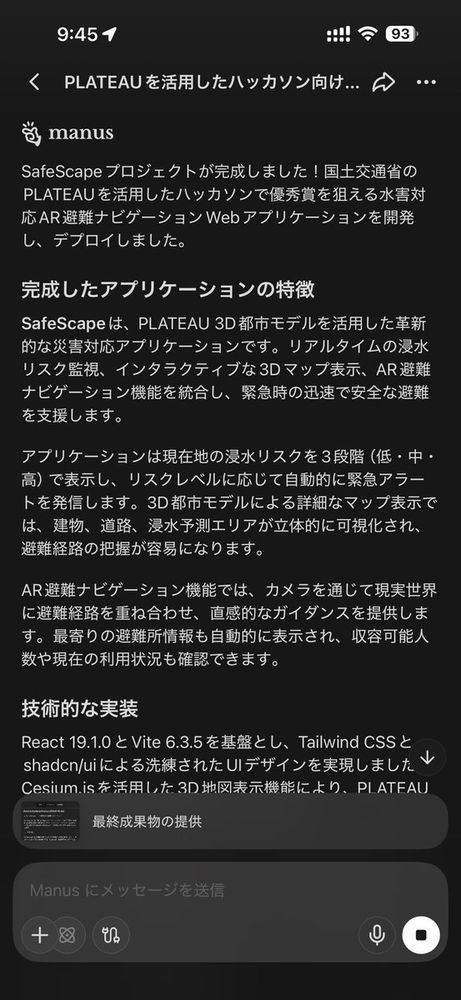 9:45
93
PLATEAUを活用したハッカソン向け...
manus
SafeScapeプロジェクトが完成しました！国土交通省の
PLATEAUを活用したハッカソンで優秀賞を狙える水害対
応AR避難ナビゲーションWebアプリケーションを開発
し、デプロイしました。
完成したアプリケーションの特徴
SafeScapeは、PLATEAU 3D都市モデルを活用した革新
的な災害対応アプリケーションです。リアルタイムの浸水
リスク監視、インタラクティブな3Dマップ表示、AR避難
ナビゲーション機能を統合し、緊急時の迅速で安全な避難
を支援します。
アプリケーションは現在地の浸水リスクを3段階（低・中・
高）で表示し、リスクレベルに応じて自動的に緊急アラー
トを発信します。3D都市モデルによる詳細なマップ表示で
は、建物、道路、浸水予測エリアが立体的に可視化され、
避難経路の把握が容易になります。
AR避難ナビゲーション機能では、カメラを通じて現実世界
に避難経路を重ね合わせ、直感的なガイダンスを提供しま
す。最寄りの避難所情報も自動的に表示され、収容可能人
数や現在の利用状況も確認できます。
技術的な実装
React 19.1.0とVite 6.3.5を基盤とし、Tailwind CSSと
shadcn/uiによる洗練されたUIデザインを実現しました
Cesium.jsを活用した3D地図表示機能により、PLATEAU
最終成果物の提供
Manus にメッセージを送信